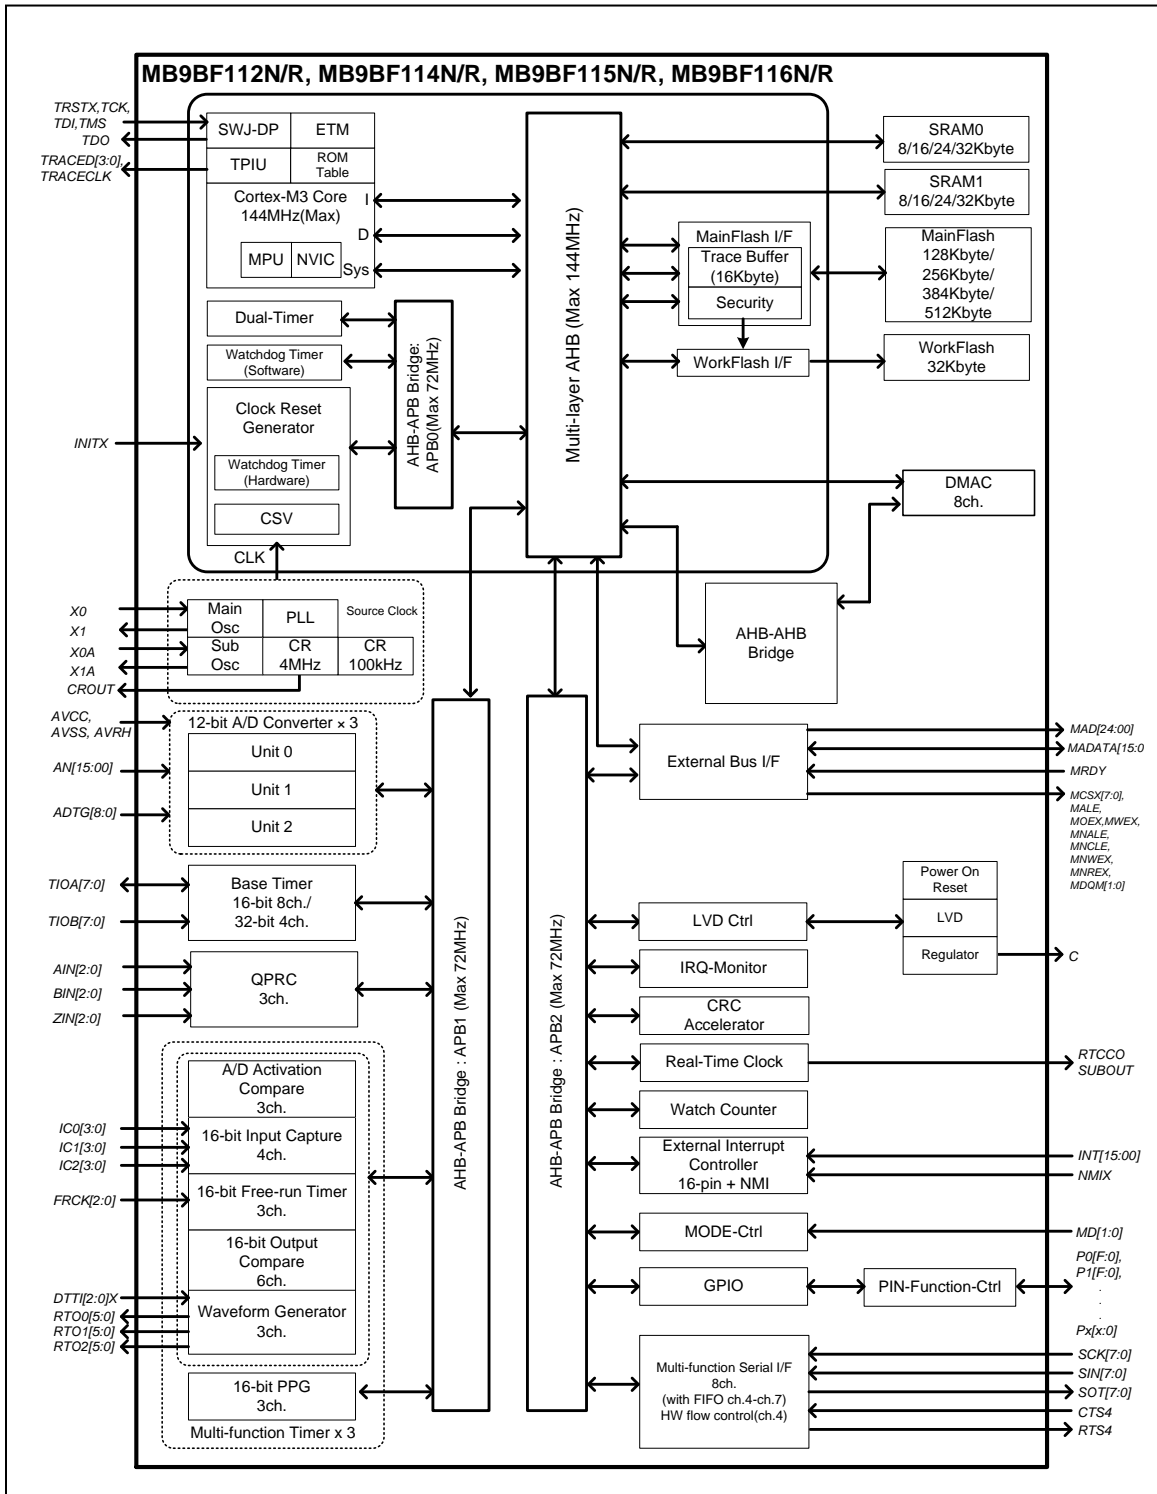 MB9BF112N/R, MB9BF114N/R, MB9BF115N/R, MB9BF116N/R
TRSTX,TCK,
TDI,TMS
TDO
TRACED[3:0],
TRACECLK
SWJ-DP
ETM
TPIU
ROM
Table
Cortex-M3 Core
144MHz(Max)
I
D
Sys
MPU
NVIC
Dual-Timer
Watchdog Timer
(Software)
Clock Reset
Generator
Watchdog Timer
(Hardware)
CSV
CLK
INITX
AHB-APB Bridge:
APB0(Max 72MHz)
Multi-layer AHB (Max 144MHz)
SRAM0
8/16/24/32Kbyte
SRAM1
8/16/24/32Kbyte
MainFlash I/F
Trace Buffer
(16Kbyte)
Security
MainFlash
128Kbyte/
256Kbyte/
384Kbyte/
512Kbyte
WorkFlash I/F
WorkFlash
32Kbyte
DMAC
8ch.
AHB-AHB
Bridge
X0
X1
X0A
X1A
CROUT
Main
Osc
PLL
Source Clock
Sub
Osc
CR
4MHz
CR
100kHz
AVCC,
AVSS, AVRH
AN[15:00]
ADTG[8:0]
12-bit A/D Converter × 3
Unit 0
Unit 1
Unit 2
TIOA[7:0]
TIOB[7:0]
Base Timer
16-bit 8ch./
32-bit 4ch.
AIN[2:0]
BIN[2:0]
ZIN[2:0]
QPRC
3ch.
A/D Activation
Compare
3ch.
IC0[3:0]
IC1[3:0]
IC2[3:0]
16-bit Input Capture
4ch.
FRCK[2:0]
16-bit Free-run Timer
3ch.
16-bit Output
Compare
6ch.
DTTI[2:0]X
RTO0[5:0]
RTO1[5:0]
RTO2[5:0]
Waveform Generator
3ch.
16-bit PPG
3ch.
Multi-function Timer x 3
AHB-APB Bridge : APB1 (Max 72MHz)
AHB-APB Bridge : APB2 (Max 72MHz)
External Bus I/F
MAD[24:00]
MADATA[15:0
MRDY
MCSX[7:0],
MALE,
MOEX,MWEX,
MNALE,
MNCLE,
MNWEX,
MNREX,
MDQM[1:0]
LVD Ctrl
Power On
Reset
LVD
Regulator
C
IRQ-Monitor
CRC
Accelerator
Real-Time Clock
RTCCO
SUBOUT
Watch Counter
External Interrupt
Controller
16-pin + NMI
INT[15:00]
NMIX
MODE-Ctrl
MD[1:0]
GPIO
PIN-Function-Ctrl
P0[F:0],
P1[F:0],
.
.
.
Px[x:0]
Multi-function Serial I/F
8ch.
(with FIFO ch.4-ch.7)
HW flow control(ch.4)
SCK[7:0]
SIN[7:0]
SOT[7:0]
CTS4
RTS4